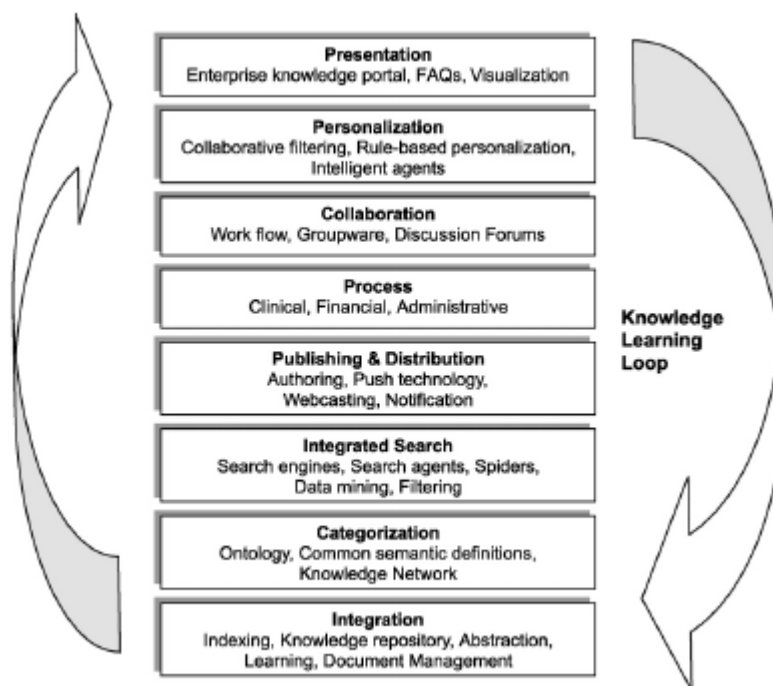 Presentation
Enterprise knowledge portal, FAQs, Visualization
Personalization
Collaborative filtering, Rule-based personalization,
Intelligent agents
Collaboration
Work flow, Groupware, Discussion Forums
Process
Clinical, Financial, Administrative
Publishing & Distribution
Authoring, Push technology,
Webcasting, Notification
Integrated Search
Search engines, Search agents, Spiders,
Data mining, Filtering
Categorization
Ontology, Common semantic definitions,
Knowledge Network
Integration
Indexing, Knowledge repository, Abstraction,
Learning, Document Management
Knowledge
Learning
Loop